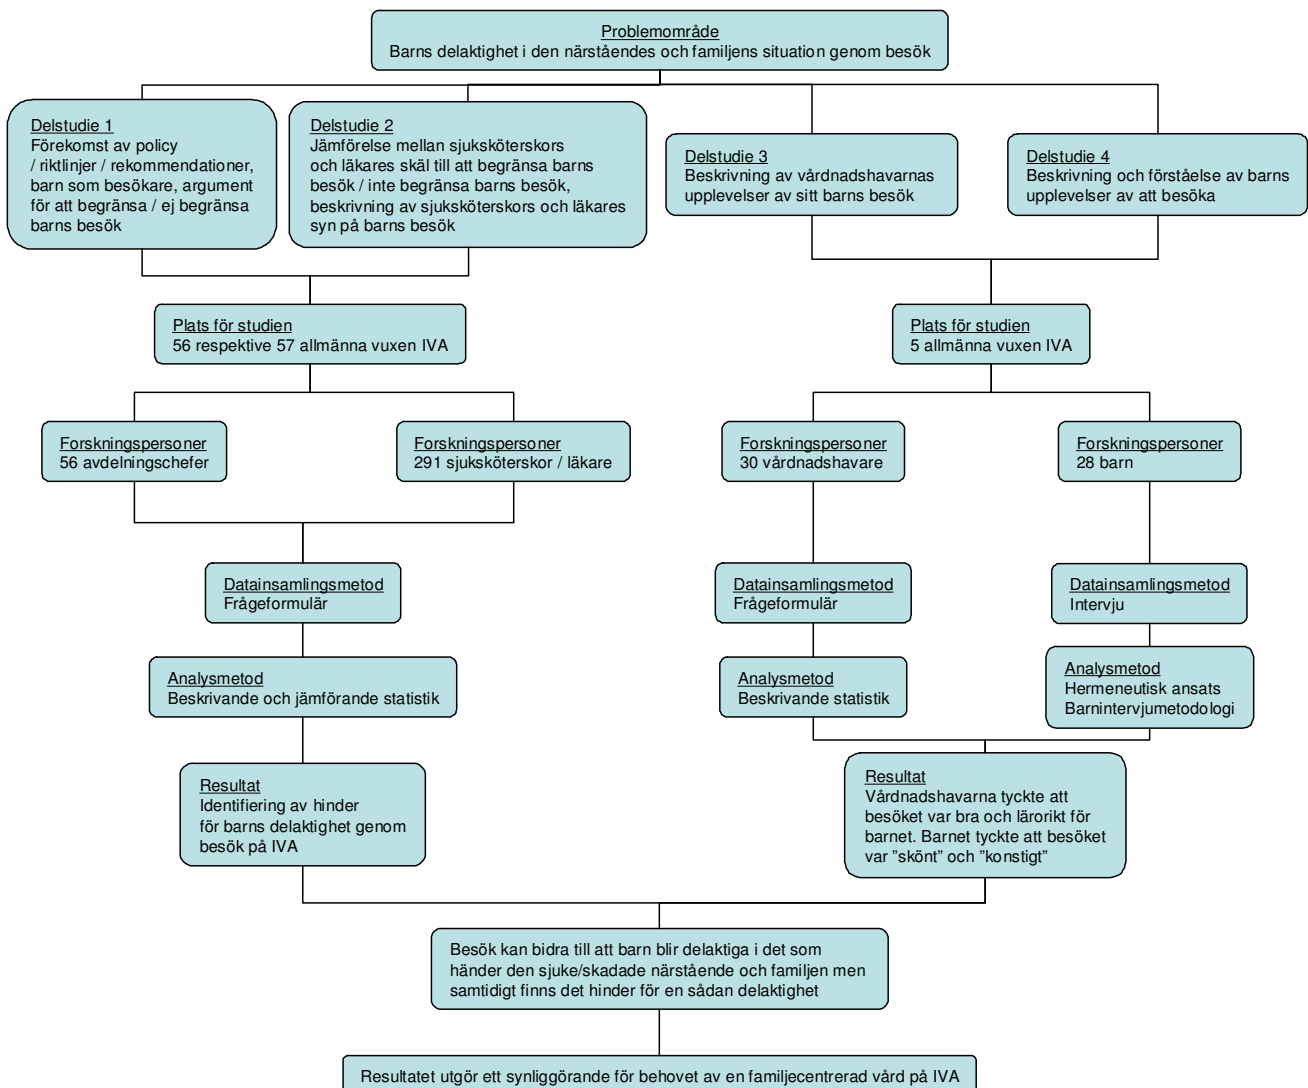 Problemområde
Barns delaktighet i den närståendes och familjens situation genom besök
Delstudie 1
Förekomst av policy
/ riktlinjer / rekommendationer,
barn som besökare, argument
för att begränsa / ej begränsa
barns besök
Delstudie 2
Jämförelse mellan sjuksköterskors
och läkares skäl till att begränsa barns
besök / inte begränsa barns besök,
beskrivning av sjuksköterskors och läkares
syn på barns besök
Delstudie 3
Beskrivning av vårdnadshavarnas
upplevelser av sitt barns besök
Delstudie 4
Beskrivning och förståelse av barns
upplevelser av att besöka
Plats för studien
56 respektive 57 allmänna vuxen IVA
Plats för studien
5 allmänna vuxen IVA
Forskningspersoner
56 avdelningschefer
Forskningspersoner
291 sjuksköterskor / läkare
Forskningspersoner
30 vårdnadshavare
Forskningspersoner
28 barn
Datainsamlingsmetod
Frågeformulär
Datainsamlingsmetod
Frågeformulär
Datainsamlingsmetod
Intervju
Analysmetod
Beskrivande och jämförande statistik
Analysmetod
Beskrivande statistik
Analysmetod
Hermeneutisk ansats
Barnintervjumetodologi
Resultat
Identifiering av hinder
för barns delaktighet genom
besök på IVA
Resultat
Vårdnadshavarna tyckte att
besöket var bra och lärorikt för
barnet. Barnet tyckte att besöket
var ”skönt” och ”konstigt”
Besök kan bidra till att barn blir delaktiga i det som
händer den sjuke/skadade närstående och familjen men
samtidigt finns det hinder för en sådan delaktighet
Resultatet utgör ett synliggörande för behovet av en familjecentrerad vård på IVA